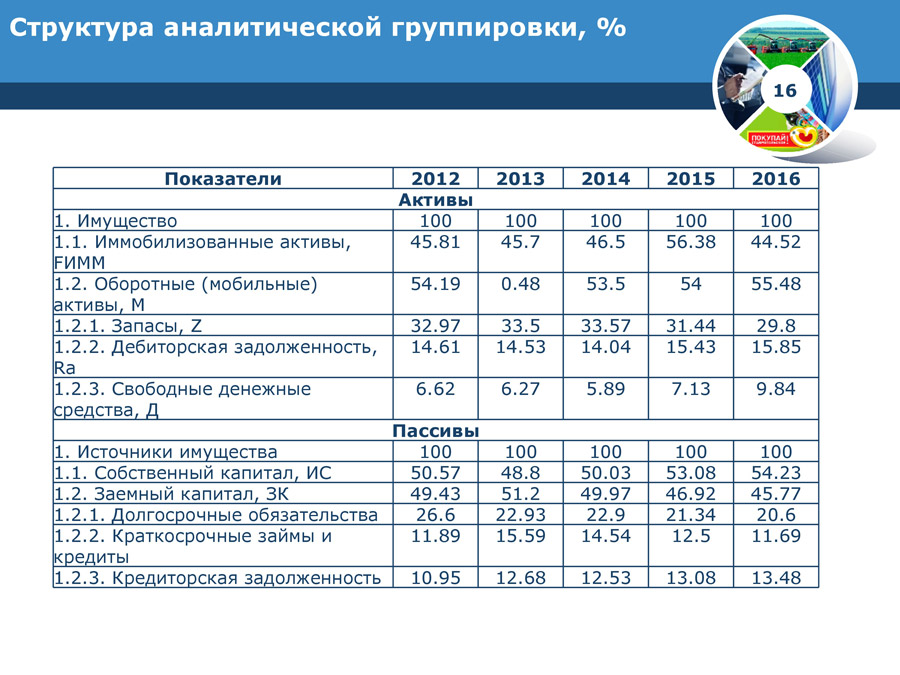 Структура аналитической группировки, %
16
ПОКУПАЙ
Показатели 2012 2013 2014 2015 2016
Активы
1. Имущество 100 100 100 100 100
1.1. Иммобилизованные активы, 45.81 45.7 46.5 56.38 44.52
FИММ
1.2. Оборотные (мобильные) 54.19 0.48 53.5 54 55.48
активы, М
1.2.1. Запасы, Z 32.97 33.5 33.57 31.44 29.8
1.2.2. Дебиторская задолженность, 14.61 14.53 14.04 15.43 15.85
Ra
1.2.3. Свободные денежные 6.62 6.27 5.89 7.13 9.84
средства, Д
Пассивы
1. Источники имущества 100 100 100 100 100
1.1. Собственный капитал, ИС 50.57 48.8 50.03 53.08 54.23
1.2. Заемный капитал, ЗК 49.43 51.2 49.97 46.92 45.77
1.2.1. Долгосрочные обязательства 26.6 22.93 22.9 21.34 20.6
1.2.2. Краткосрочные займы и 11.89 15.59 14.54 12.5 11.69
кредиты
1.2.3. Кредиторская задолженность 10.95 12.68 12.53 13.08 13.48